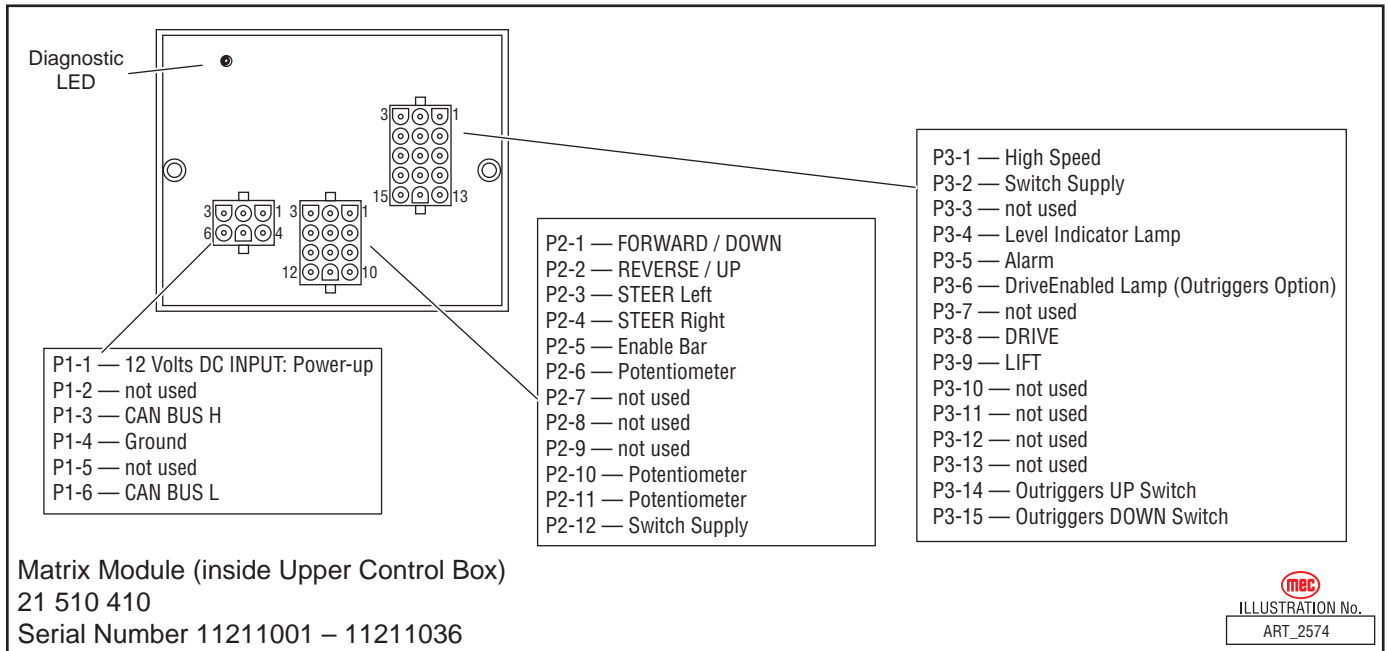 Diagnostic
LED
3 1
15 13
3 1
6 4
3 1
12 10
P1-1 — 12 Volts DC INPUT: Power-up
P1-2 — not used
P1-3 — CAN BUS H
P1-4 — Ground
P1-5 — not used
P1-6 — CAN BUS L
P2-1 — FORWARD / DOWN
P2-2 — REVERSE / UP
P2-3 — STEER Left
P2-4 — STEER Right
P2-5 — Enable Bar
P2-6 — Potentiometer
P2-7 — not used
P2-8 — not used
P2-9 — not used
P2-10 — Potentiometer
P2-11 — Potentiometer
P2-12 — Switch Supply
P3-1 — High Speed
P3-2 — Switch Supply
P3-3 — not used
P3-4 — Level Indicator Lamp
P3-5 — Alarm
P3-6 — DriveEnabled Lamp (Outriggers Option)
P3-7 — not used
P3-8 — DRIVE
P3-9 — LIFT
P3-10 — not used
P3-11 — not used
P3-12 — not used
P3-13 — not used
P3-14 — Outriggers UP Switch
P3-15 — Outriggers DOWN Switch
Matrix Module (inside Upper Control Box)
21 510 410
Serial Number 11211001 – 11211036
mec
ILLUSTRATION No.
ART_2574